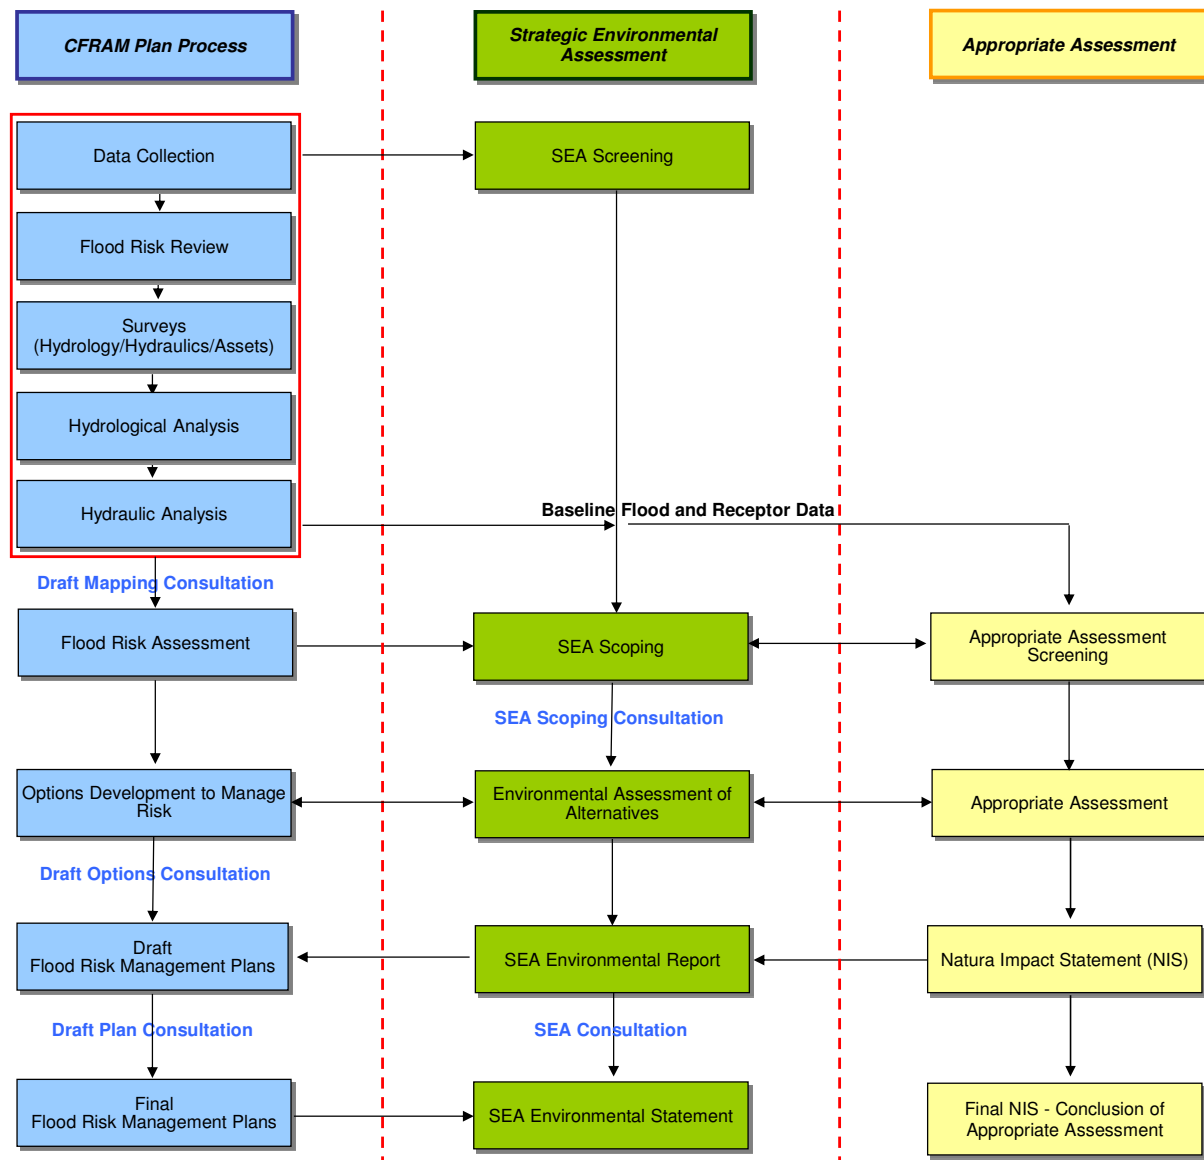 CFRAM Plan Process
Strategic Environmental
Assessment
Appropriate Assessment
Data Collection
SEA Screening
Flood Risk Review
Surveys
(Hydrology/Hydraulics/Assets)
Hydrological Analysis
Hydraulic Analysis
Baseline Flood and Receptor Data
Draft Mapping Consultation
Flood Risk Assessment
SEA Scoping
Appropriate Assessment
Screening
SEA Scoping Consultation
Options Development to Manage
Risk
Environmental Assessment of
Alternatives
Appropriate Assessment
Draft Options Consultation
Draft
Flood Risk Management Plans
SEA Environmental Report
Natura Impact Statement (NIS)
Draft Plan Consultation
SEA Consultation
Final
Flood Risk Management Plans
SEA Environmental Statement
Final NIS - Conclusion of
Appropriate Assessment